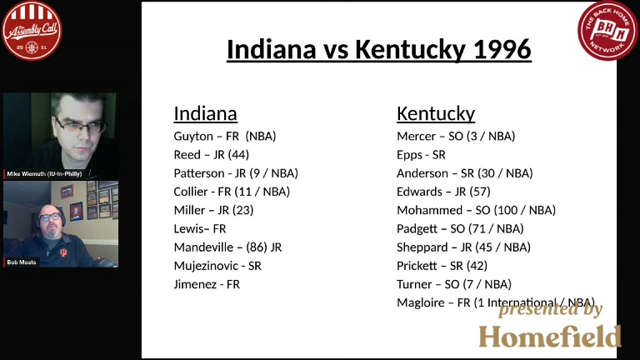 The
Assembly Call
20 11
THE BACK HOME
BHN
NETWORK
Indiana vs Kentucky 1996
Indiana
Guyton – FR (NBA)
Reed – JR (44)
Patterson - JR (9 / NBA)
Collier - FR (11 / NBA)
Miller – JR (23)
Lewis– FR
Mandeville – (86) JR
Mujezinovic - SR
Jimenez - FR
Kentucky
Mercer – SO (3 / NBA)
Epps - SR
Anderson – SR (30 / NBA)
Edwards – JR (57)
Mohammed – SO (100 / NBA)
Padgett – SO (71 / NBA)
Sheppard – JR (45 / NBA)
Prickett – SR (42)
Turner – SO (7 / NBA)
Magloire – FR (1 International / NBA)
Mike Wiemuth (IU-in-Philly)
Bob Moats
presented by
Homefield